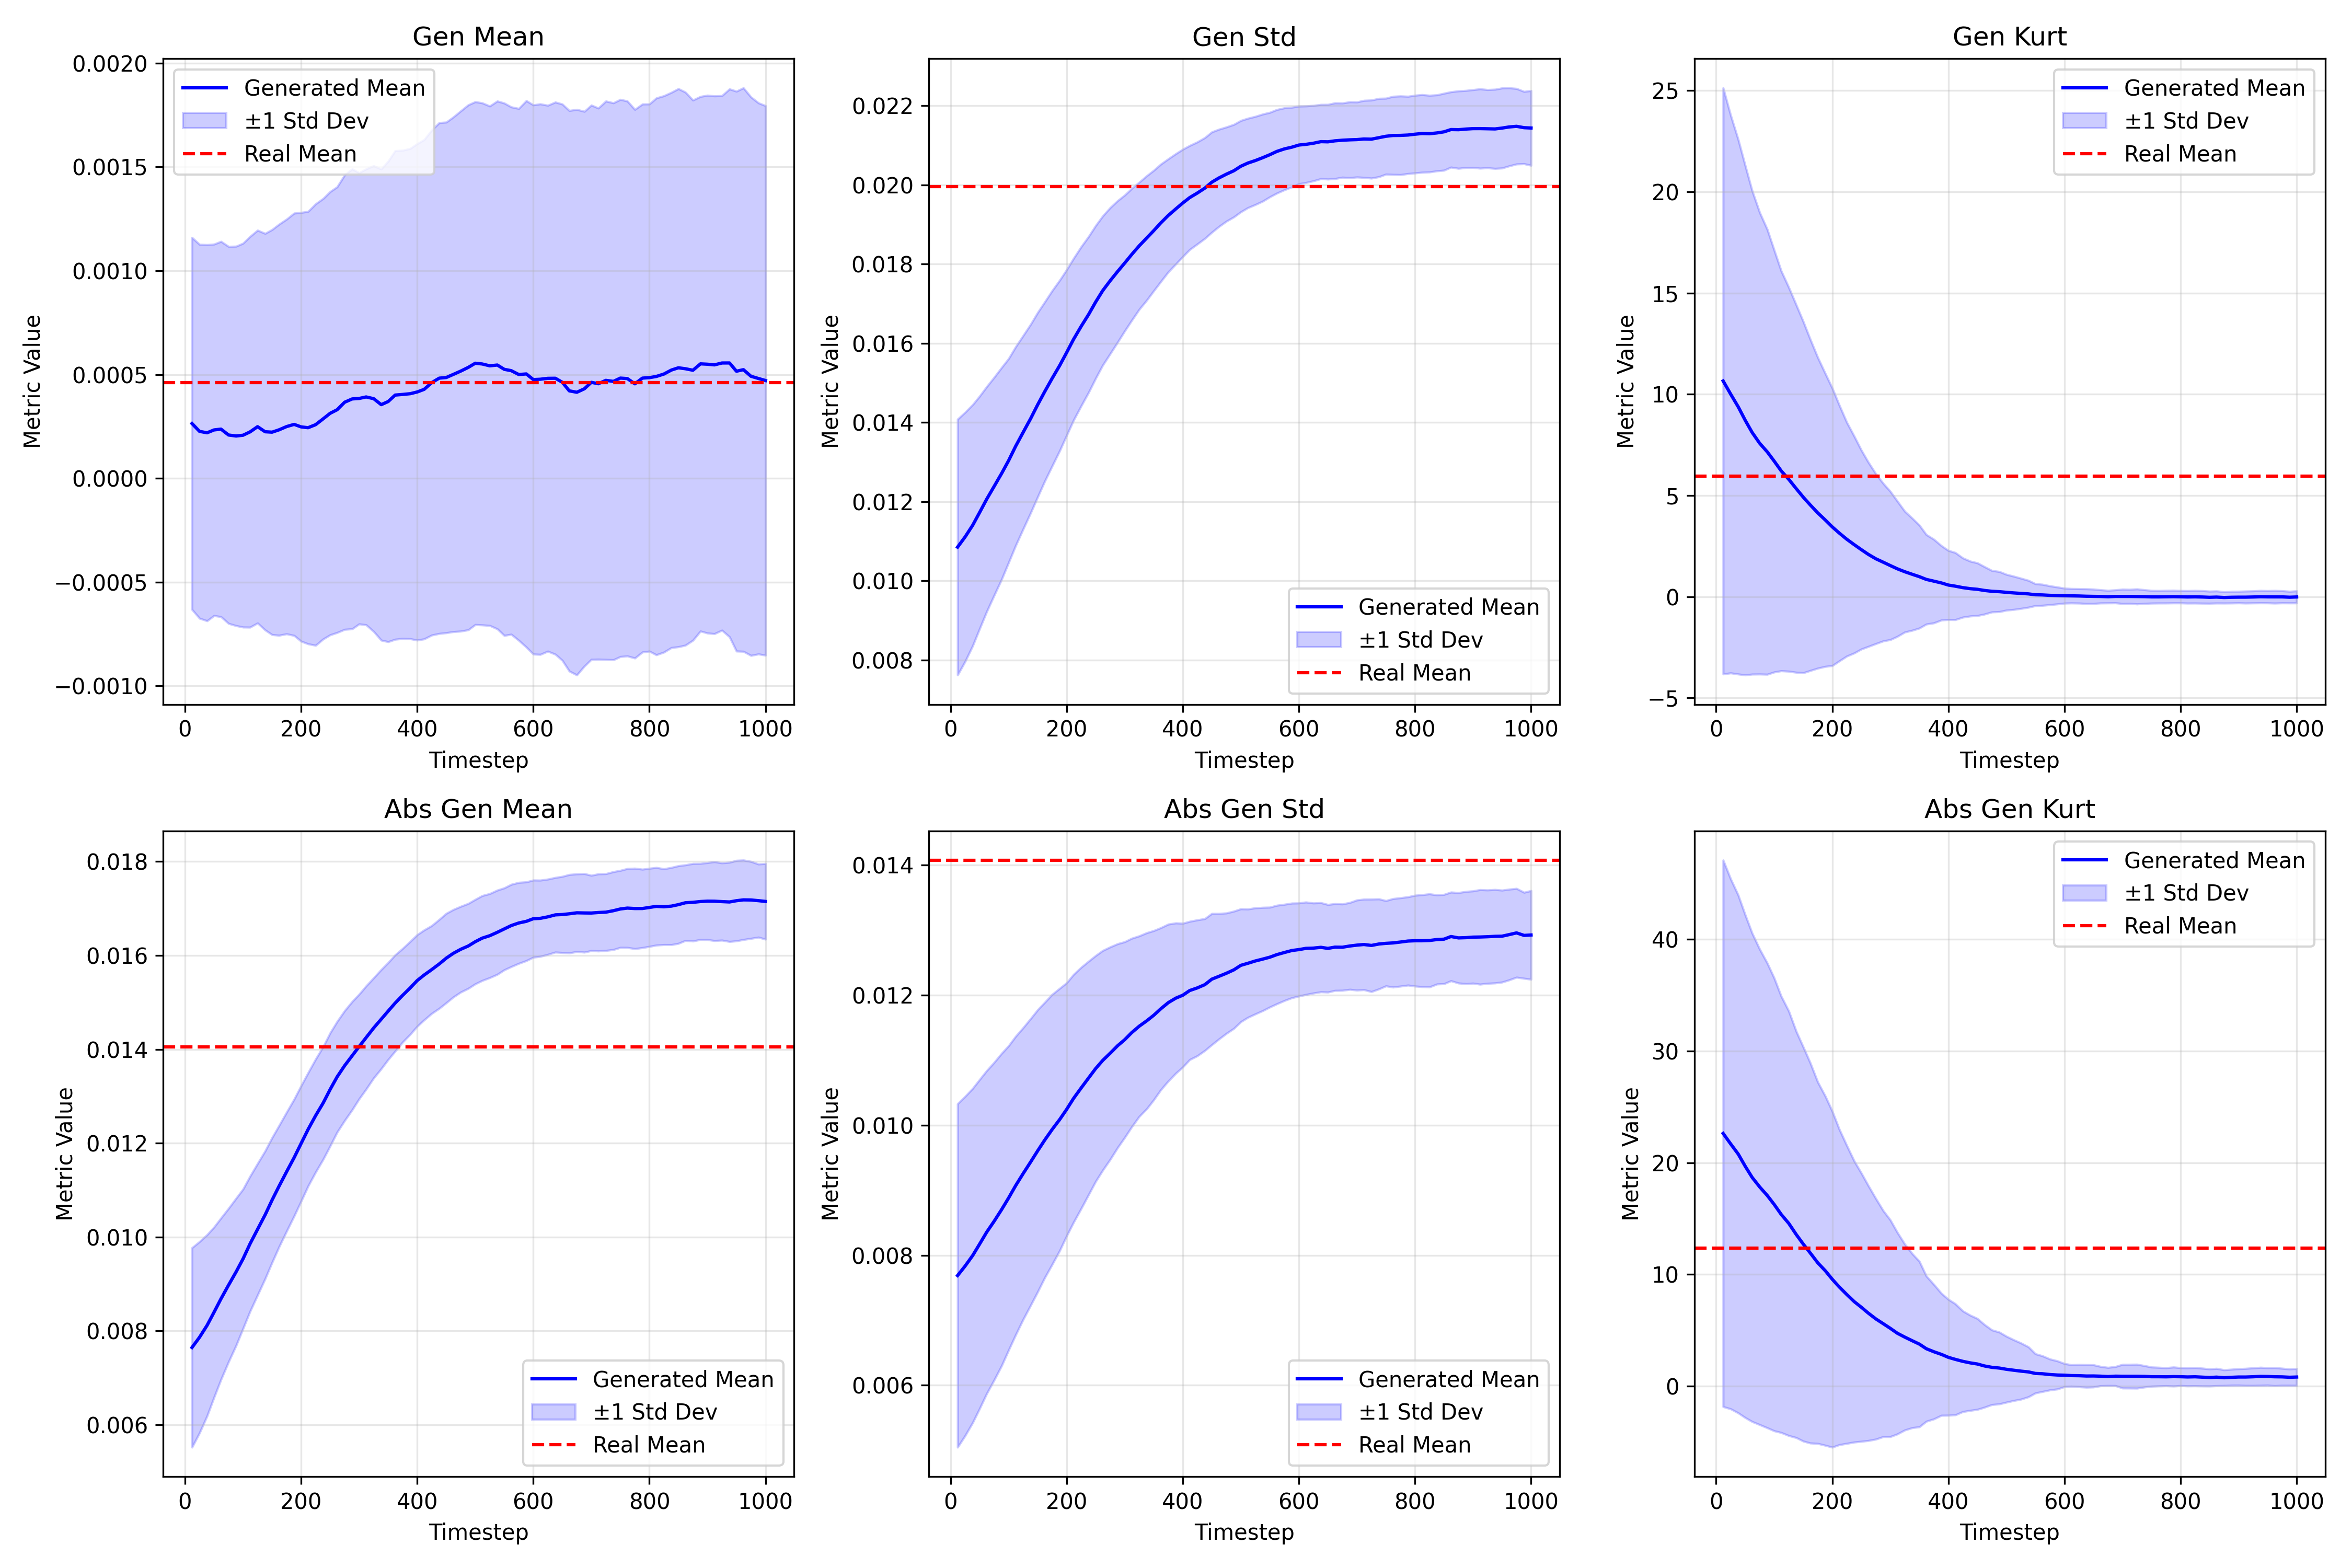 Gen Mean
Metric Value
0.0020
0.0015
0.0010
0.0005
0.0000
−0.0005
−0.0010
Generated Mean
±1 Std Dev
Real Mean
0 200 400 600 800 1000
Timestep
Gen Std
Metric Value
0.022
0.020
0.018
0.016
0.014
0.012
0.010
0.008
Generated Mean
±1 Std Dev
Real Mean
0 200 400 600 800 1000
Timestep
Gen Kurt
Metric Value
25
20
15
10
5
0
−5
Generated Mean
±1 Std Dev
Real Mean
0 200 400 600 800 1000
Timestep
Abs Gen Mean
Metric Value
0.018
0.016
0.014
0.012
0.010
0.008
0.006
Generated Mean
±1 Std Dev
Real Mean
0 200 400 600 800 1000
Timestep
Abs Gen Std
Metric Value
0.014
0.012
0.010
0.008
0.006
Generated Mean
±1 Std Dev
Real Mean
0 200 400 600 800 1000
Timestep
Abs Gen Kurt
Metric Value
40
30
20
10
0
Generated Mean
±1 Std Dev
Real Mean
0 200 400 600 800 1000
Timestep